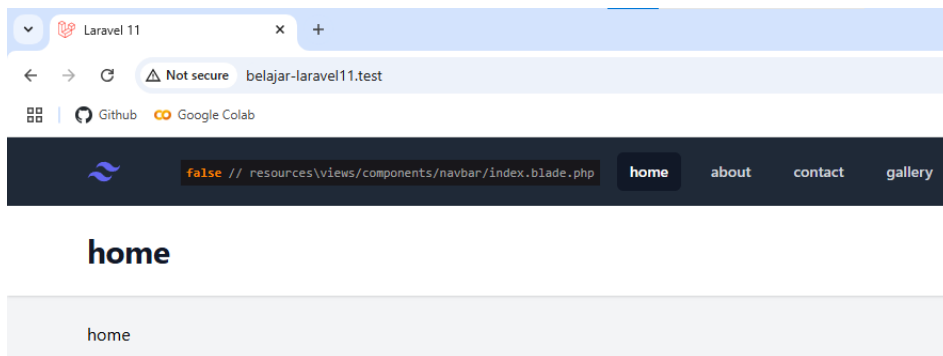 Laravel 11
Not secure belajar-laravel11.test
Github Google Colab
false // resources\views/components/navbar/index.blade.php home about contact gallery
home
home